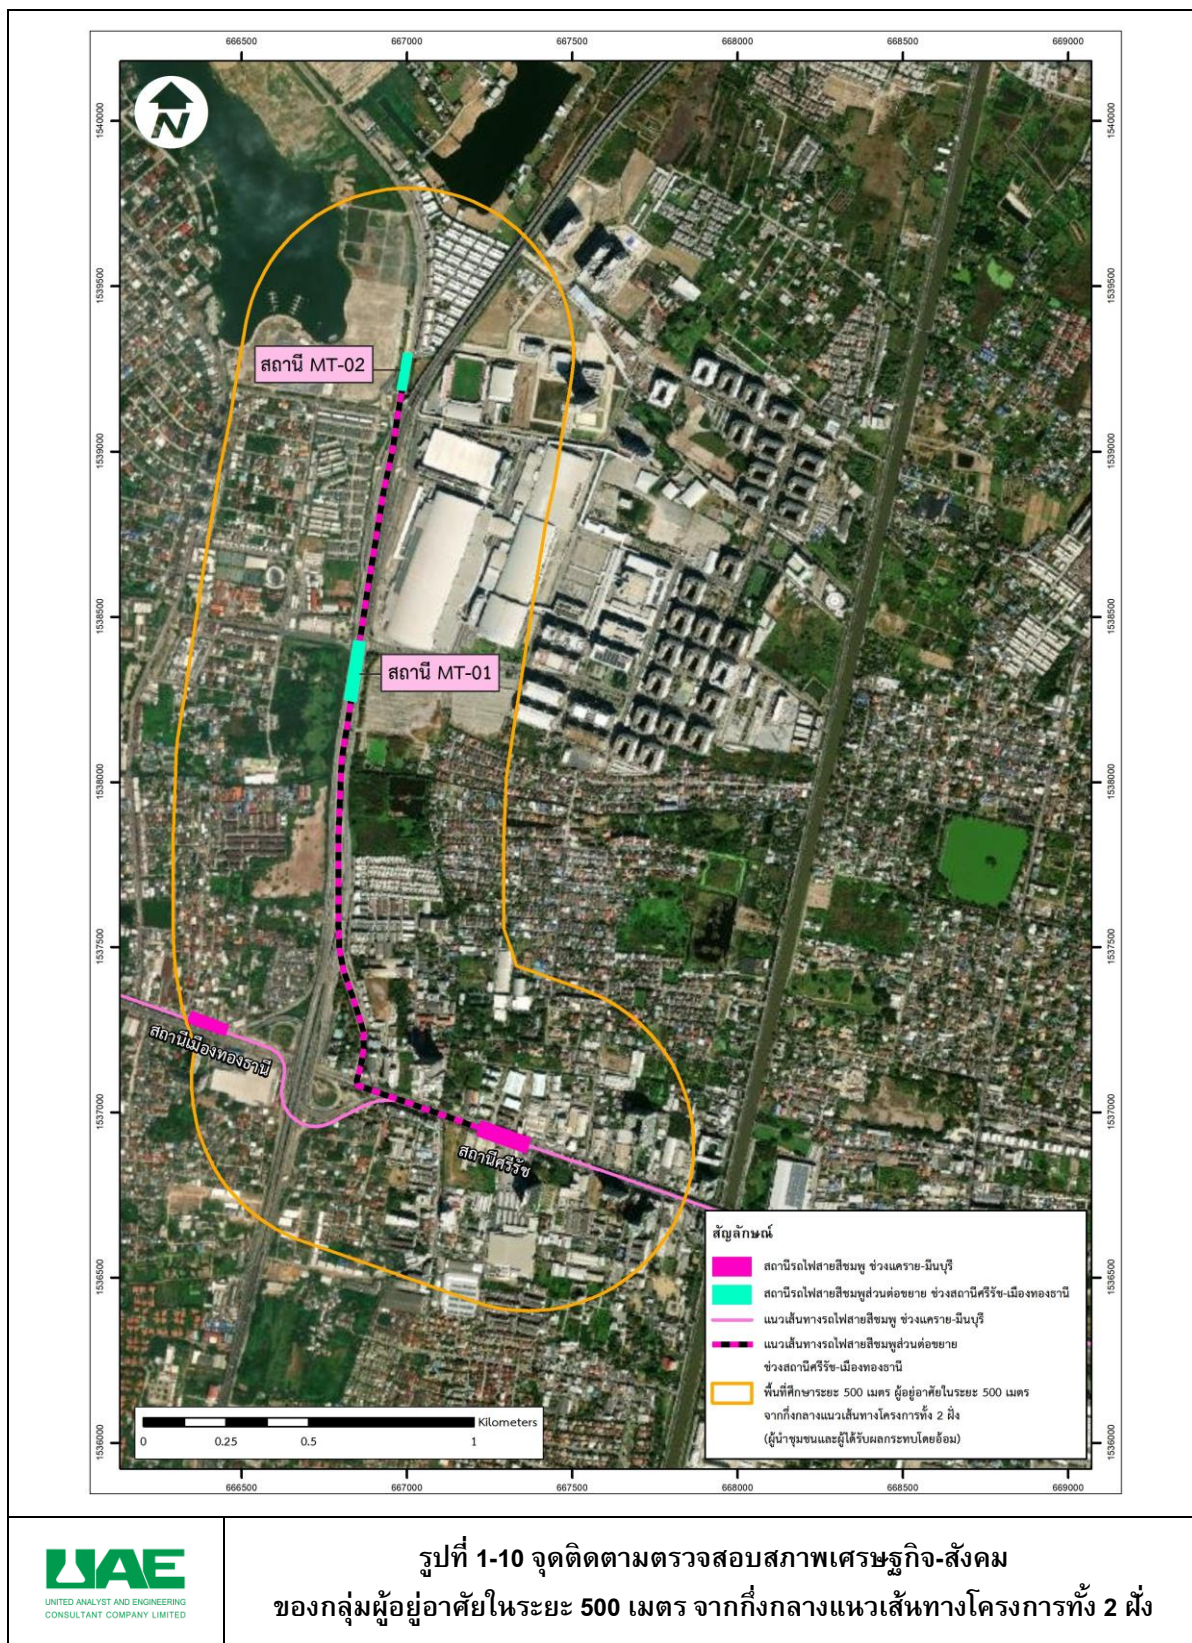 666500 667000 667500 668000 668500 669000
1540000 1540000
N
1539500 1539500
สถานี MT-02
1539000 1539000
1538500 1538500
สถานี MT-01
1538000 1538000
1537500 1537500
สถานีเมืองทองธานี
1537000 1537000
สถานีศรีรัช
สัญลักษณ์
สถานีรถไฟสายสีชมพู ช่วงแคราย-มีนบุรี
สถานีรถไฟสายสีชมพูส่วนต่อขยาย ช่วงสถานีศรีรัช-เมืองทองธานี
แนวเส้นทางรถไฟสายสีชมพู ช่วงแคราย-มีนบุรี
แนวเส้นทางรถไฟสายสีชมพูส่วนต่อขยาย
ช่วงสถานีศรีรัช-เมืองทองธานี
พื้นที่ศึกษาระยะ 500 เมตร ผู้อยู่อาศัยในระยะ 500 เมตร
จากกึ่งกลางแนวเส้นทางโครงการทั้ง 2 ฝั่ง
(ผู้นำชุมชนและผู้ได้รับผลกระทบโดยอ้อม)
1536500 1536500
Kilometers
0 0.25 0.5 1
1536000 1536000
666500 667000 667500 668000 668500 669000
UAE
UNITED ANALYST AND ENGINEERING
CONSULTANT COMPANY LIMITED
รูปที่ 1-10 จุดติดตามตรวจสอบสภาพเศรษฐกิจ-สังคม
ของกลุ่มผู้อยู่อาศัยในระยะ 500 เมตร จากกึ่งกลางแนวเส้นทางโครงการทั้ง 2 ฝั่ง